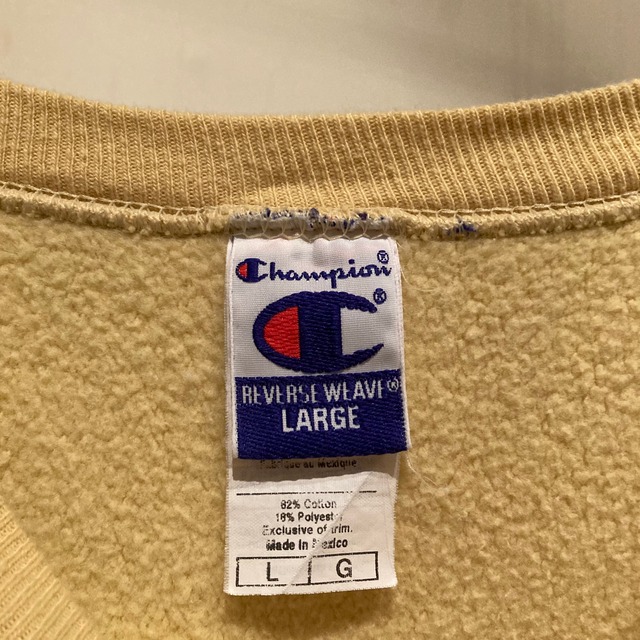 Champion®
®
REVERSE WEAVE®
LARGE
Fabriqué au Mexique
82% Cotton
18% Polyester
Exclusive of trim.
Made in Mexico
L G